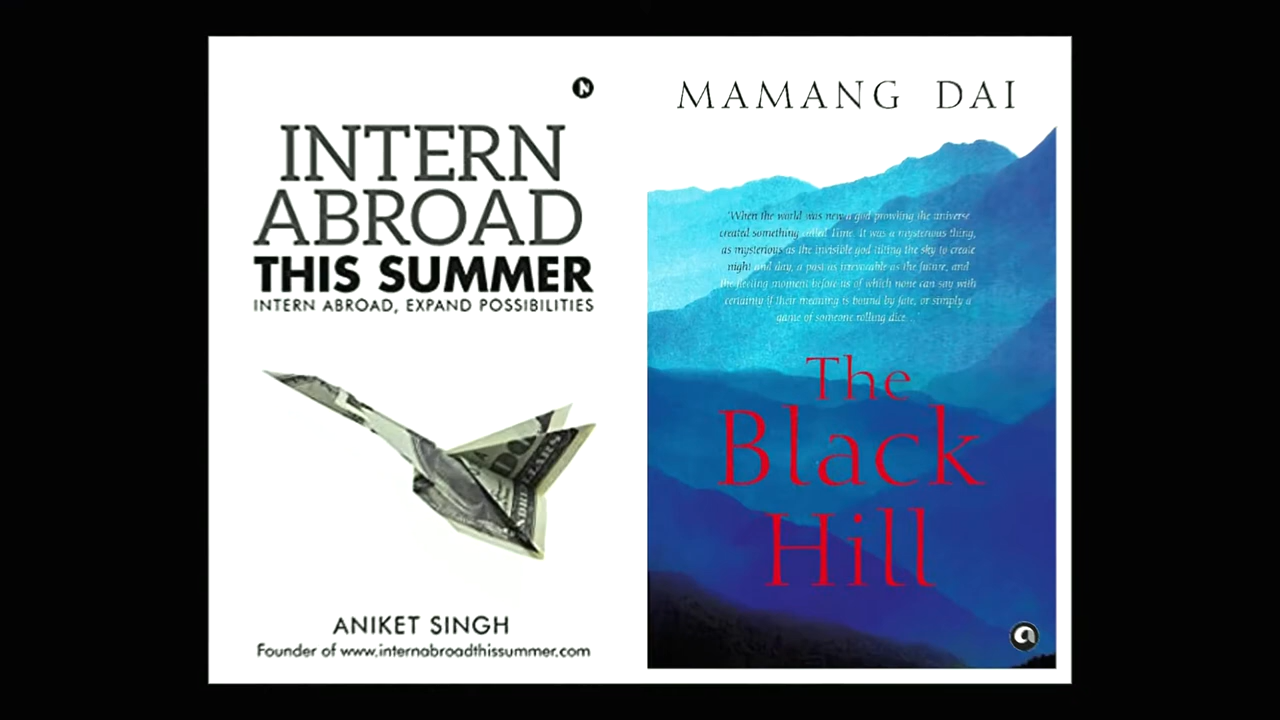 INTERN
ABROAD
THIS SUMMER
INTERN ABROAD, EXPAND POSSIBILITIES
ANIKET SINGH
Founder of www.internabroadthissummer.com
MAMANG DAI
'When the world was new a god prowling the universe
created something called Time. It was a mysterious thing,
as mysterious as the invisible god tilting the sky to create
night and day, a past as irrevocable as the future, and
the fleeting moment before us of which none can say with
certainty if their meaning is bound by fate, or simply a
game of someone rolling dice...'
The
Black
Hill